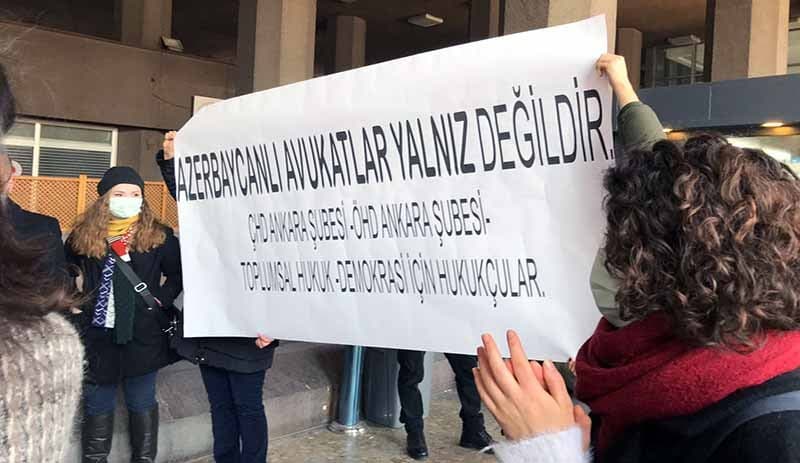 AZERBAYCANLI AVUKATLAR YALNIZ DEĞİLDİR.
ÇHD ANKARA ŞUBESİ -ÖHD ANKARA ŞUBESİ-
TOPLUMSAL HUKUK -DEMOKRASİ İÇİN HUKUKÇULAR.